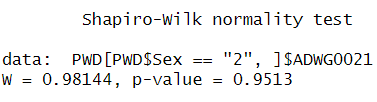 Shapiro-Wilk normality test
data:  PWD[PWD$Sex == "2", ]$ADWG0021
W = 0.98144, p-value = 0.9513